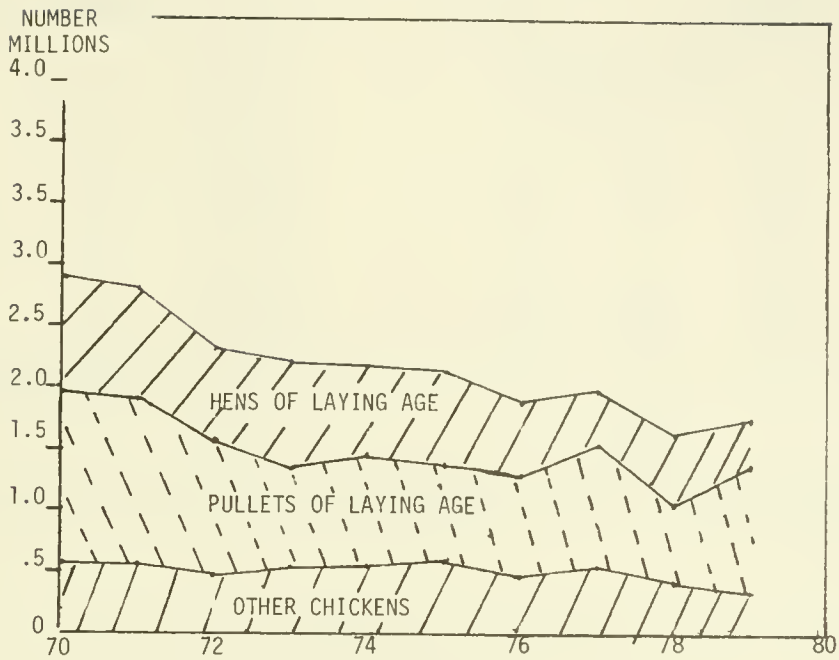 NUMBER
MILLIONS
4.0
3.5
3.5
3.0
2.5
2.0
1.5
1.0
.5
0
HENS OF LAYING AGE
PULLETS OF LAYING AGE
OTHER CHICKENS
70 72 74 76 78 80